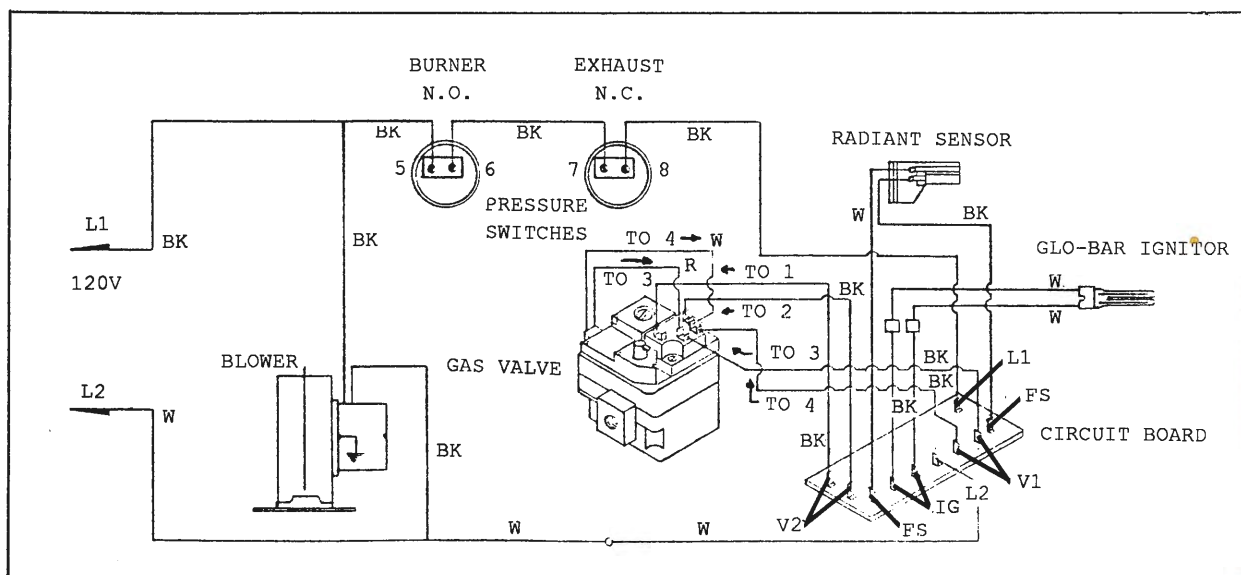 BURNER
N.O.
EXHAUST
N.C.
BK
BK
BK
RADIANT SENSOR
5
6
7
8
PRESSURE
SWITCHES
L1
BK
BK
120V
TO 4
W
R
TO 3
TO 1
BK
TO 2
W
BK
GLO-BAR IGNITOR
W
W
BLOWER
GAS VALVE
TO 3
TO 4
BK
BK
L1
FS
L2
W
BK
BK
BK
CIRCUIT BOARD
V1
L2
IG
FS
V2
W
W